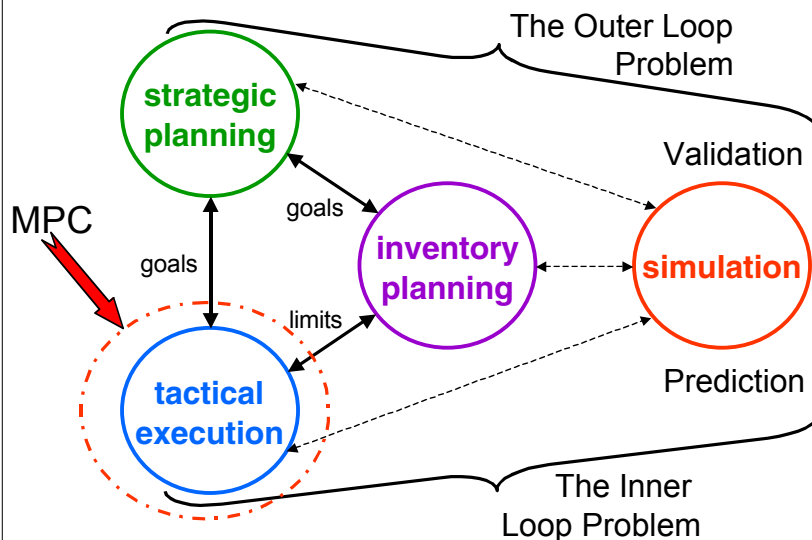 The Outer Loop
Problem
strategic
planning
Validation
MPC
goals
goals
inventory
planning
simulation
limits
tactical
execution
Prediction
The Inner
Loop Problem